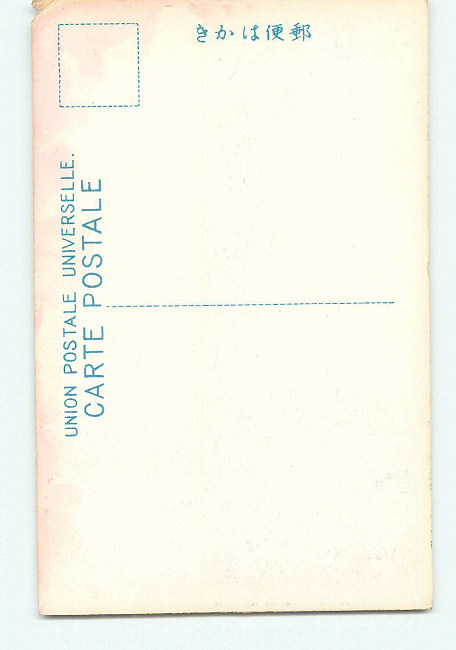 郵便はかき
UNION POSTALE UNIVERSELLE.
CARTE POSTALE